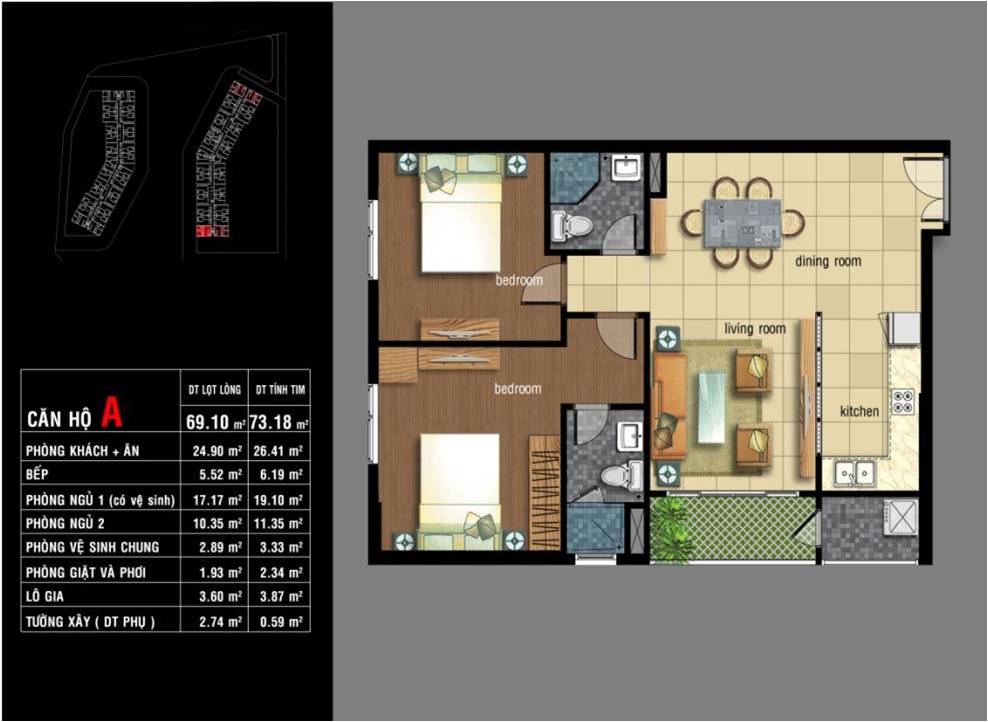 DT LỌT LÒNG DT TÍNH TIM
CĂN HỘ A 69.10 m² 73.18 m²
PHÒNG KHÁCH + ĂN 24.90 m² 26.41 m²
BẾP 5.52 m² 6.19 m²
PHÒNG NGỦ 1 (có vệ sinh) 17.17 m² 19.10 m²
PHÒNG NGỦ 2 10.35 m² 11.35 m²
PHÒNG VỆ SINH CHUNG 2.89 m² 3.33 m²
PHÒNG GIẶT VÀ PHƠI 1.93 m² 2.34 m²
LÔ GIA 3.60 m² 3.87 m²
TƯỜNG XÂY ( DT PHỤ ) 2.74 m² 0.59 m²
dining room
bedroom
living room
bedroom
kitchen